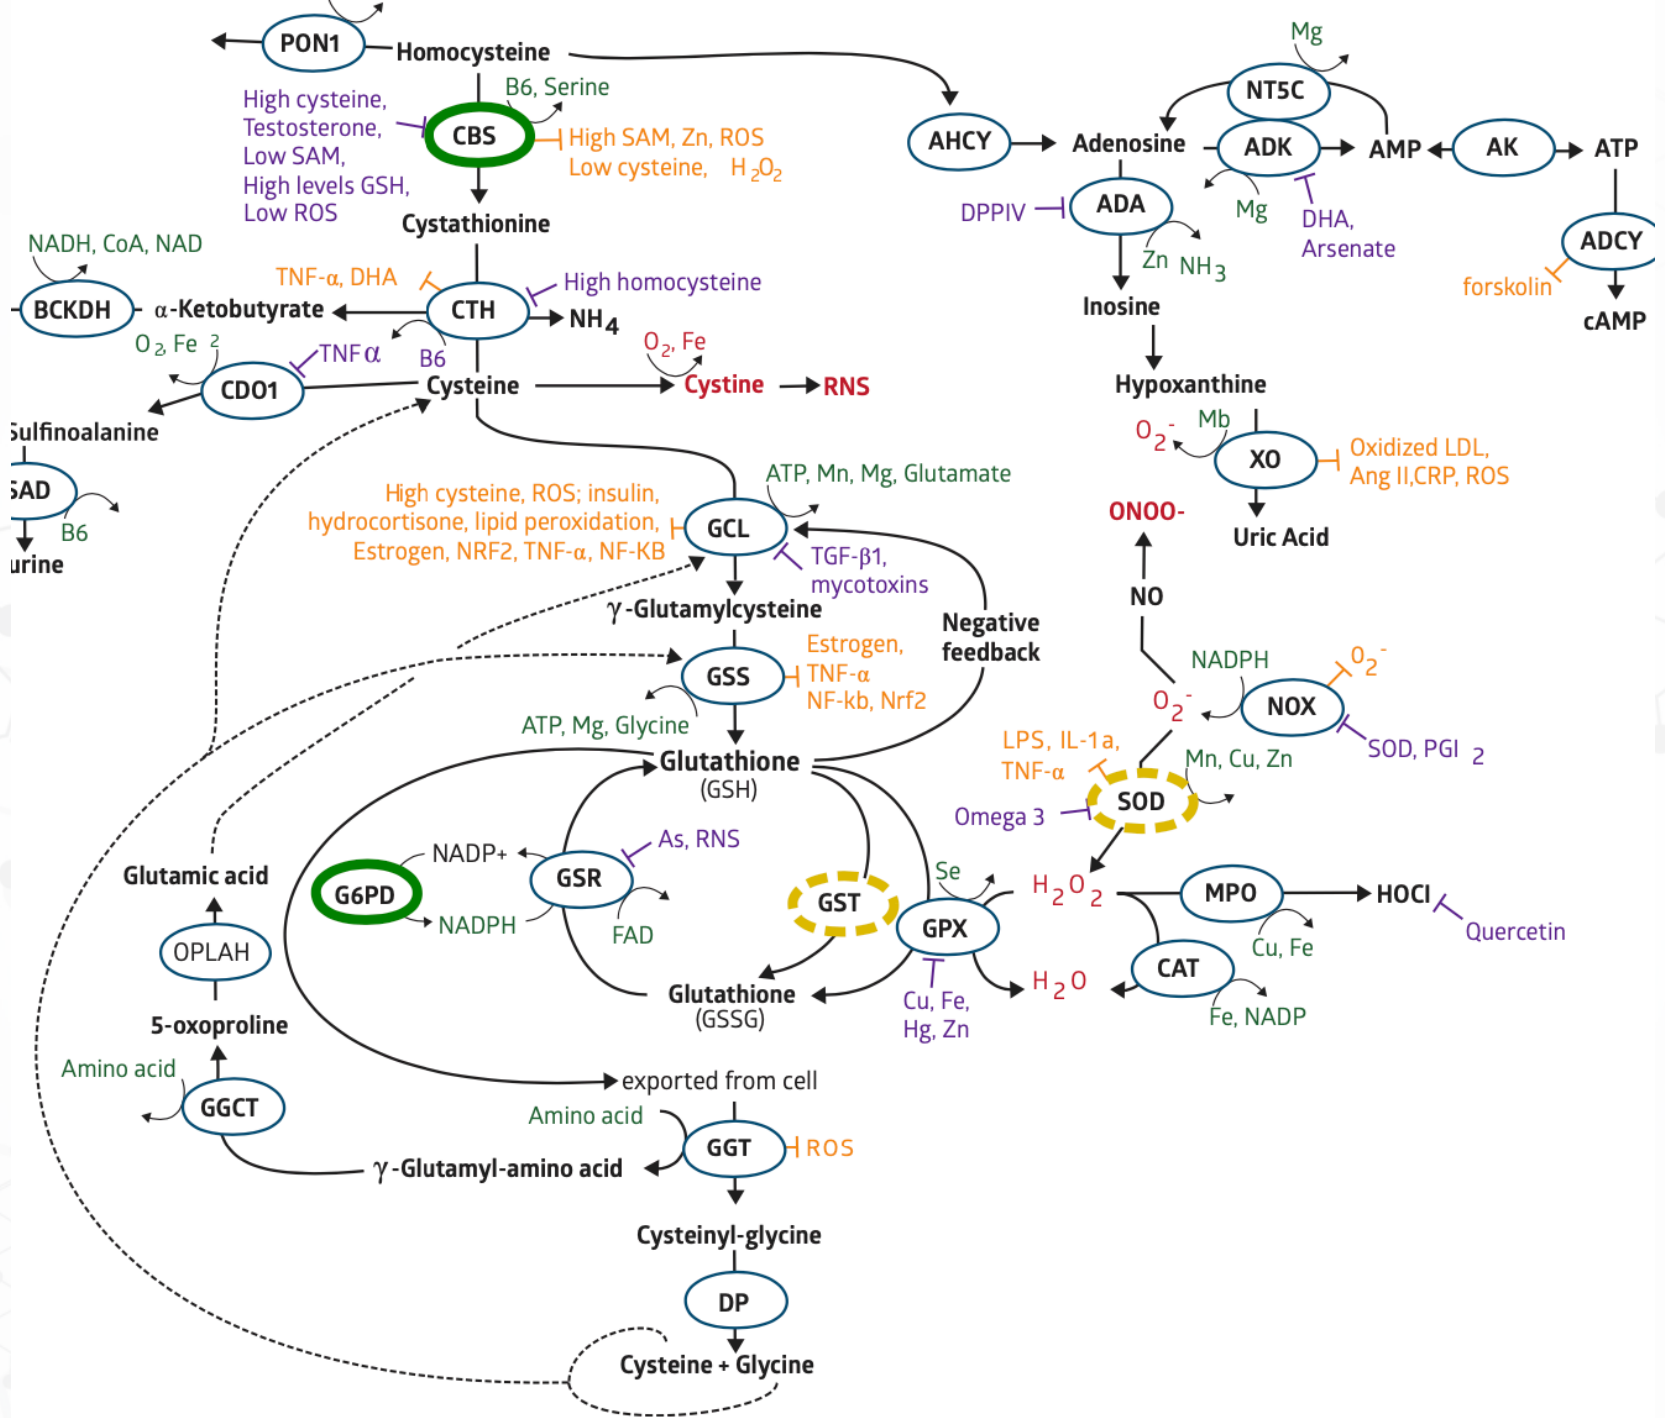 PON1
Homocysteine
B6, Serine
High cysteine,
Testosterone,
Low SAM,
High levels GSH,
Low ROS
CBS
High SAM, Zn, ROS
Low cysteine, H2O2
Cystathionine
NADH, CoA, NAD
BCKDH
α-Ketobutyrate
TNF-α, DHA
CTH
High homocysteine
NH4
O2, Fe 2
TNFα
B6
CDO1
Cysteine
O2, Fe
Cystine
RNS
Sulfinoalanine
SAD
B6
urine
High cysteine, ROS; insulin,
hydrocortisone, lipid peroxidation,
Estrogen, NRF2, TNF-α, NF-KB
GCL
ATP, Mn, Mg, Glutamate
TGF-β1,
mycotoxins
γ-Glutamylcysteine
Negative
feedback
GSS
Estrogen,
TNF-α
NF-kb, Nrf2
ATP, Mg, Glycine
Glutathione
(GSH)
NADP+
G6PD
NADPH
GSR
As, RNS
FAD
GST
Se
GPX
Cu, Fe,
Hg, Zn
Glutathione
(GSSG)
Glutamic acid
OPLAH
5-oxoproline
Amino acid
GGCT
exported from cell
Amino acid
GGT
ROS
γ-Glutamyl-amino acid
Cysteinyl-glycine
DP
Cysteine + Glycine
AHCY
Adenosine
Mg
NT5C
ADK
AMP
AK
ATP
Mg
DHA,
Arsenate
DPPIV
ADA
Zn NH3
ADCY
forskolin
cAMP
Inosine
Hypoxanthine
O2-
Mb
XO
Oxidized LDL,
Ang II,CRP, ROS
Uric Acid
ONOO-
NO
NADPH
O2-
O2-
NOX
SOD, PGI 2
LPS, IL-1a,
TNF-α
Mn, Cu, Zn
Omega 3
SOD
H2O2
MPO
HOCl
Quercetin
Cu, Fe
CAT
H2O
Fe, NADP